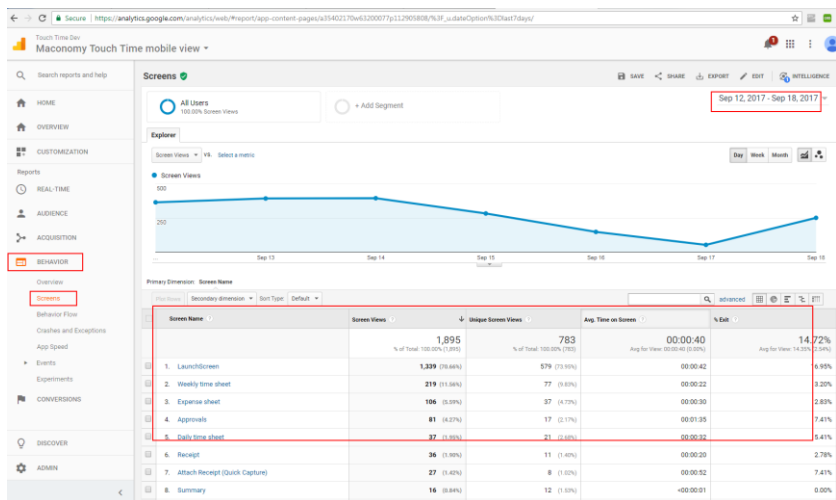 Secure | https://analytics.google.com/analytics/web/#report/app-content-pages/a35402170w63200077p112905808/%3F_u.dateOption%3Dlast7days/
Touch Time Dev
Maconomy Touch Time mobile view
Search reports and help
Screens
SAVE SHARE EXPORT EDIT INTELLIGENCE
HOME
OVERVIEW
CUSTOMIZATION
Reports
REAL-TIME
AUDIENCE
ACQUISITION
BEHAVIOR
Overview
Screens
Behavior Flow
Crashes and Exceptions
App Speed
Events
Experiments
CONVERSIONS
DISCOVER
ADMIN
All Users
100.00% Screen Views
+ Add Segment
Sep 12, 2017 - Sep 18, 2017
Explorer
Screen Views VS. Select a metric
Day Week Month
Screen Views
500
250
... Sep 13 Sep 14 Sep 15 Sep 16 Sep 17 Sep 18
Primary Dimension: Screen Name
Plot Rows Secondary dimension Sort Type: Default advanced
Screen Name Screen Views Unique Screen Views Avg. Time on Screen % Exit
1,895 783 00:00:40 14.72%
% of Total: 100.00% (1,895) % of Total: 100.00% (783) Avg for View: 00:00:40 (0.00%) Avg for View:
1. LaunchScreen 1,339 (70.66%) 579 (73.95%) 00:00:42 6.95%
2. Weekly time sheet 219 (11.56%) 77 (9.83%) 00:00:22 3.20%
3. Expense sheet 106 (5.59%) 37 (4.73%) 00:00:30 2.83%
4. Approvals 81 (4.27%) 17 (2.17%) 00:01:35 7.41%
5. Daily time sheet 37 (1.95%) 21 (2.68%) 00:00:32 5.41%
6. Receipt 36 (1.90%) 11 (1.40%) 00:00:20 2.78%
7. Attach Receipt (Quick Capture) 27 (1.42%) 8 (1.02%) 00:00:52 7.41%
8. Summary 16 (0.84%) 12 (1.53%) <00:00:01 0.00%